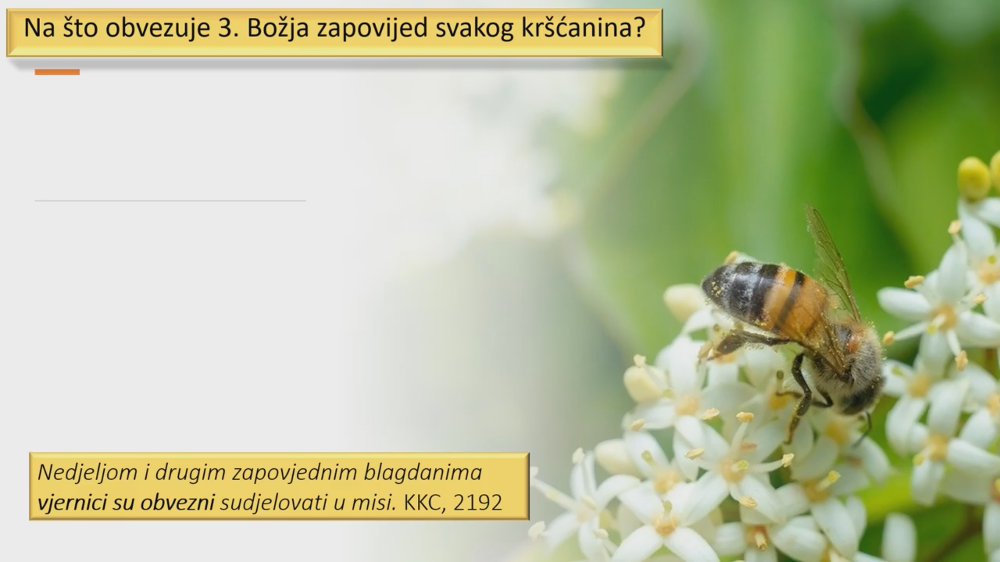 Na što obvezuje 3. Božja zapovijed svakog kršćanina?
Nedjeljom i drugim zapovjednim blagdanima
vjernici su obvezni sudjelovati u misi. KKC, 2192